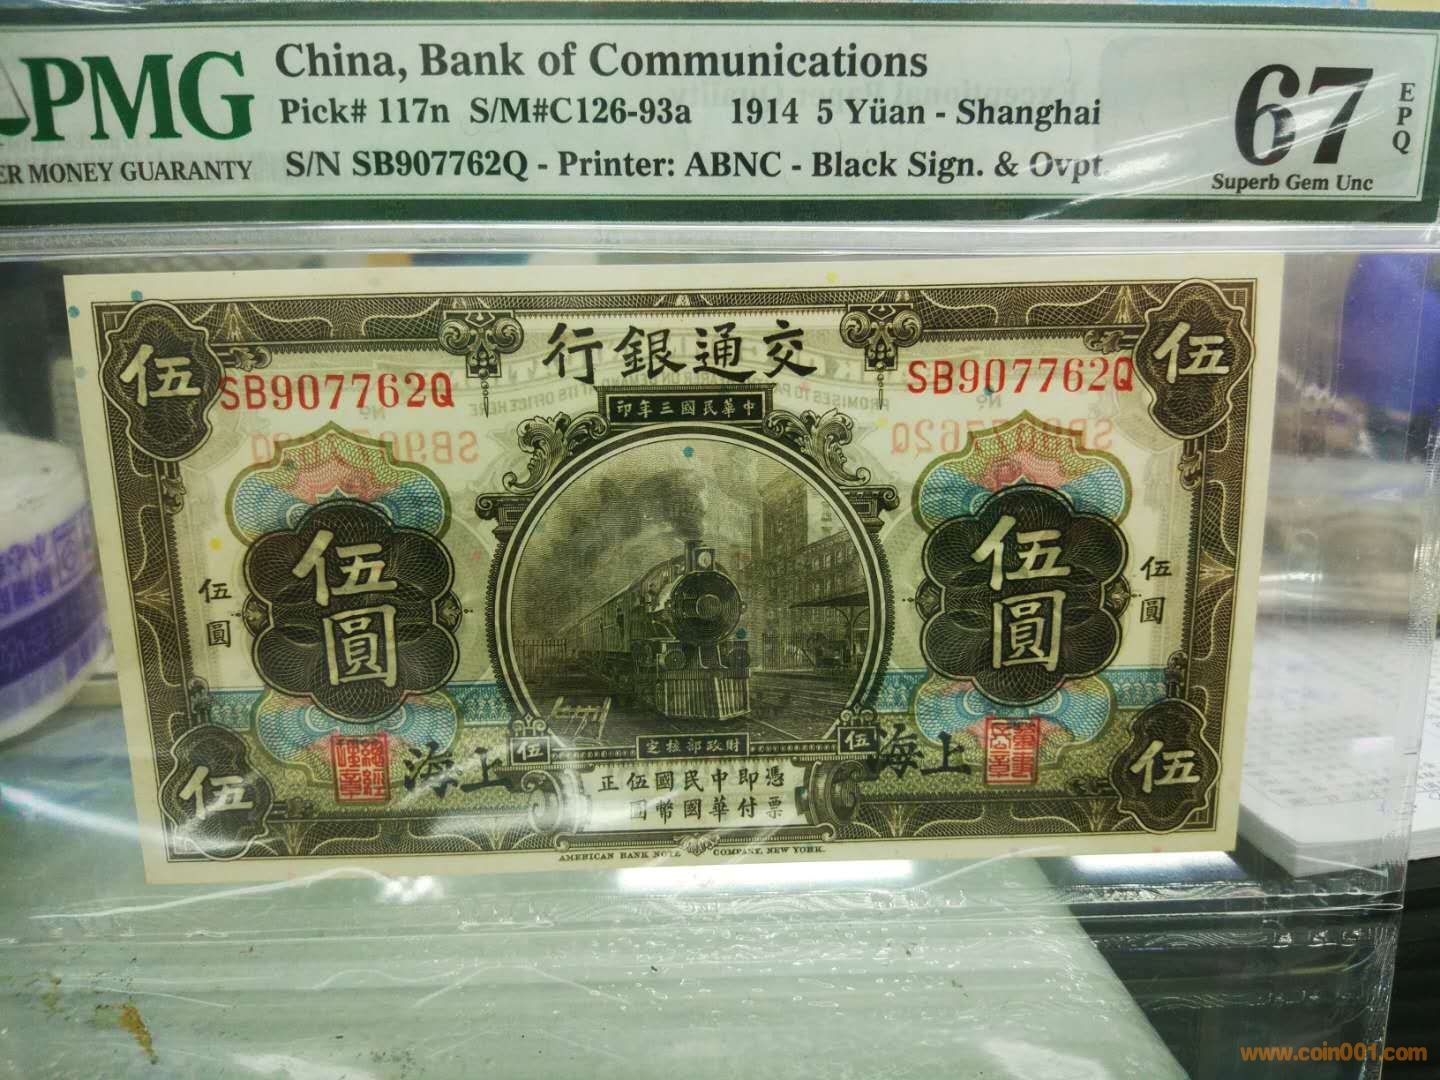 PMG
ER MONEY GUARANTY
China, Bank of Communications
Pick# 117n S/M#C126-93a 1914 5 Yüan - Shanghai
S/N SB907762Q - Printer: ABNC - Black Sign. & Ovpt.
67
EPQ
Superb Gem Unc
行銀通交
伍
伍
SB907762Q
SB907762Q
印年三國民華中
伍圓
伍圓
伍圓
伍圓
定核部政財
伍
伍
海上
海上
正伍國民中即憑
圓幣國華付票
伍
伍
AMERICAN BANK NOTE COMPANY, NEW YORK.
www.coin001.com